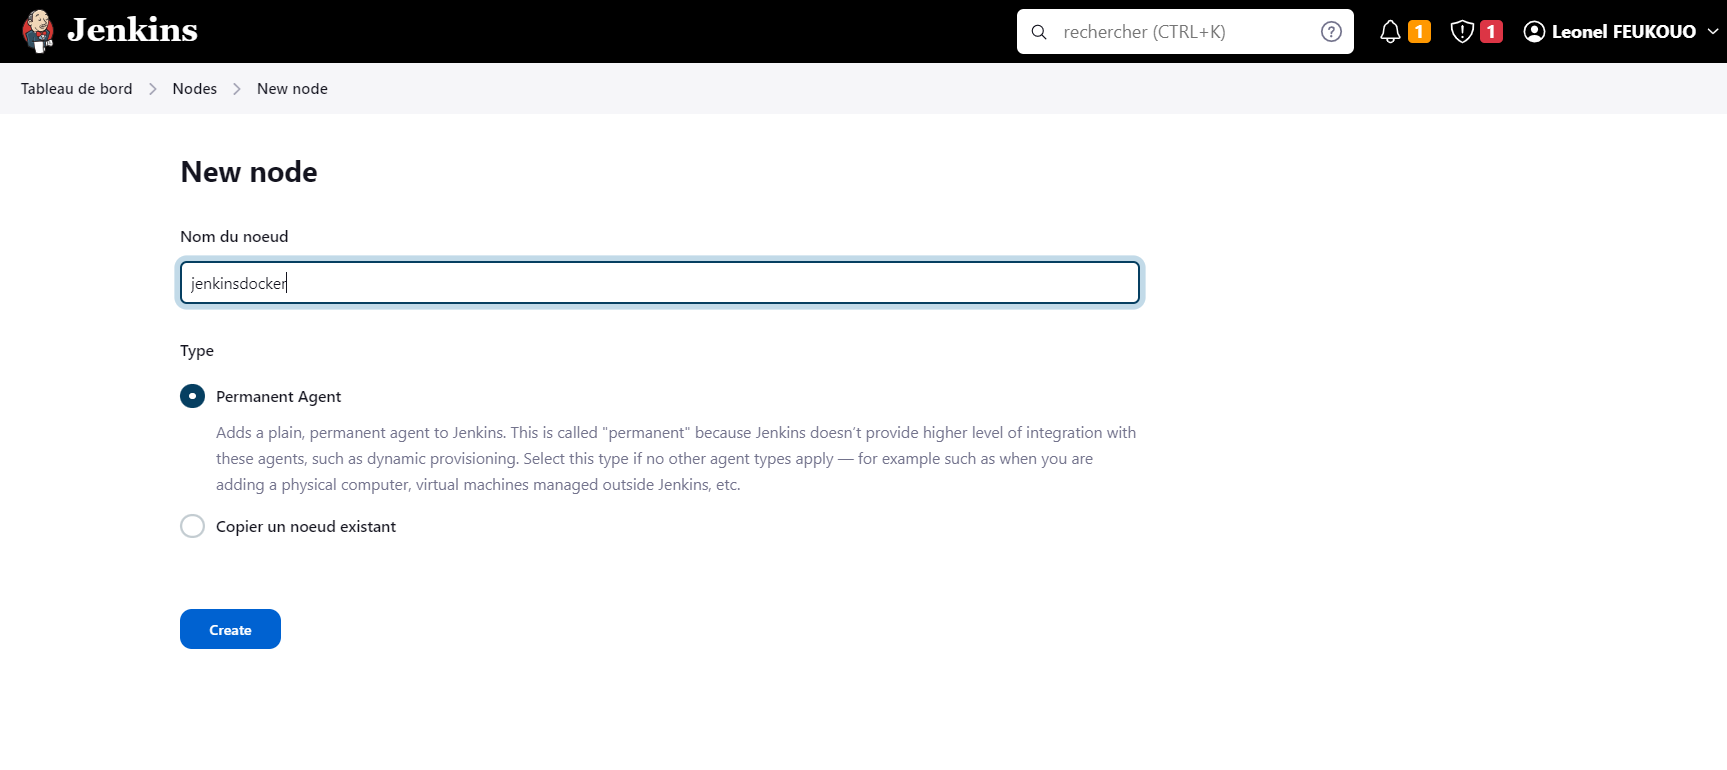 Jenkins
rechercher (CTRL+K)
?
1
1
Leonel FEUKOUO
Tableau de bord
Nodes
New node
New node
Nom du noeud
jenkinsdocker
Type
Permanent Agent
Adds a plain, permanent agent to Jenkins. This is called "permanent" because Jenkins doesn’t provide higher level of integration with
these agents, such as dynamic provisioning. Select this type if no other agent types apply — for example such as when you are
adding a physical computer, virtual machines managed outside Jenkins, etc.
Copier un noeud existant
Create